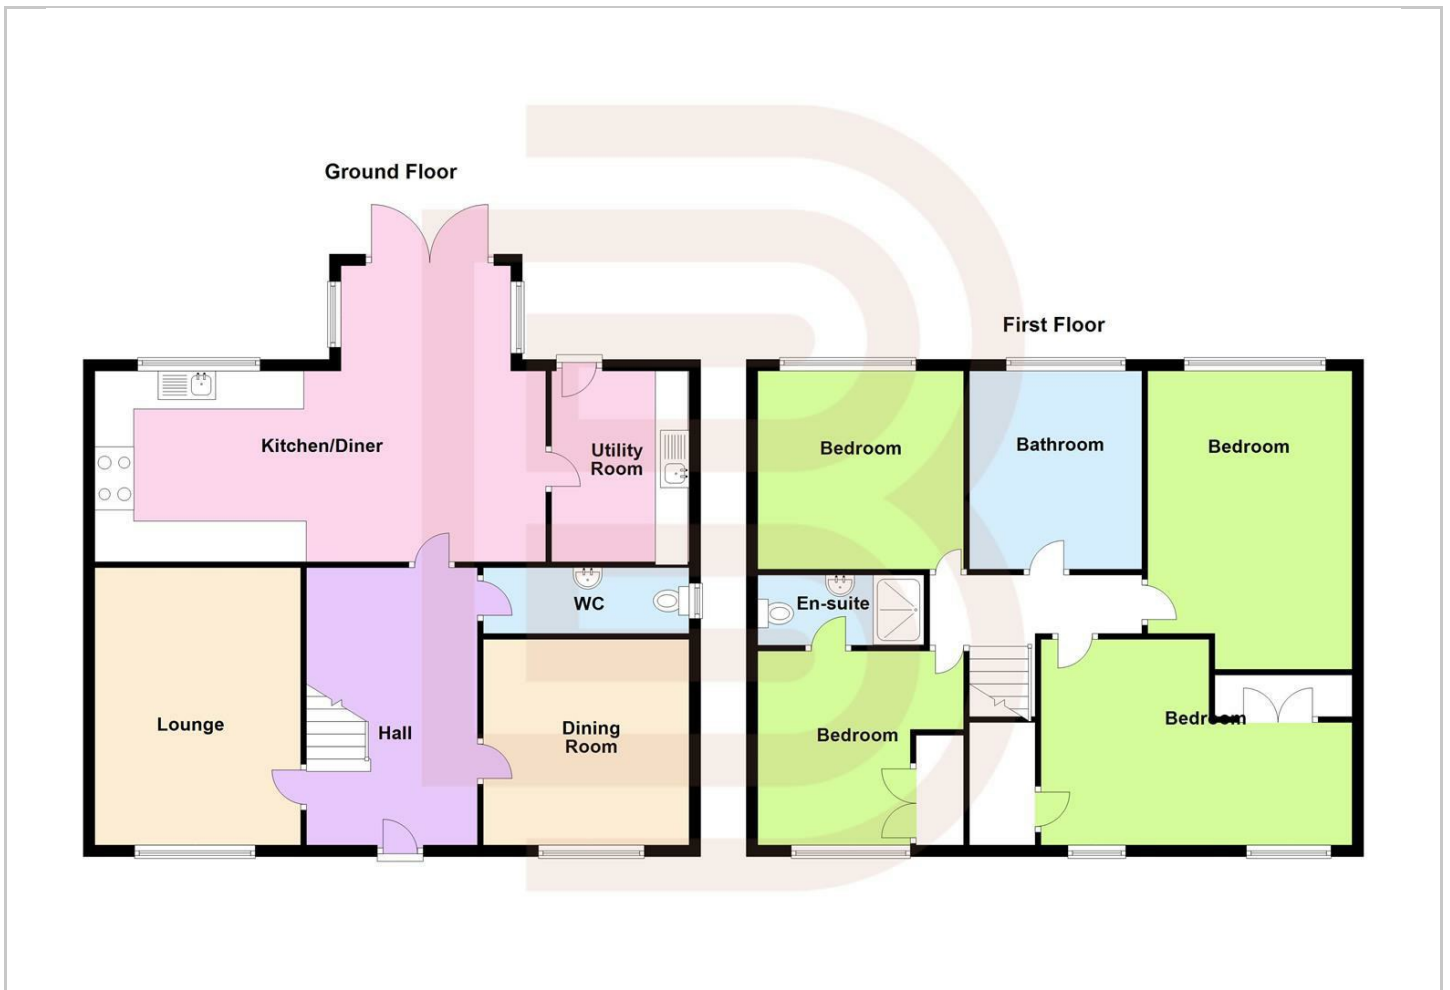 Ground Floor
Kitchen/Diner
Utility
Room
WC
Lounge
Hall
Dining
Room
First Floor
Bedroom
Bathroom
Bedroom
En-suite
Bedroom
Bedroom